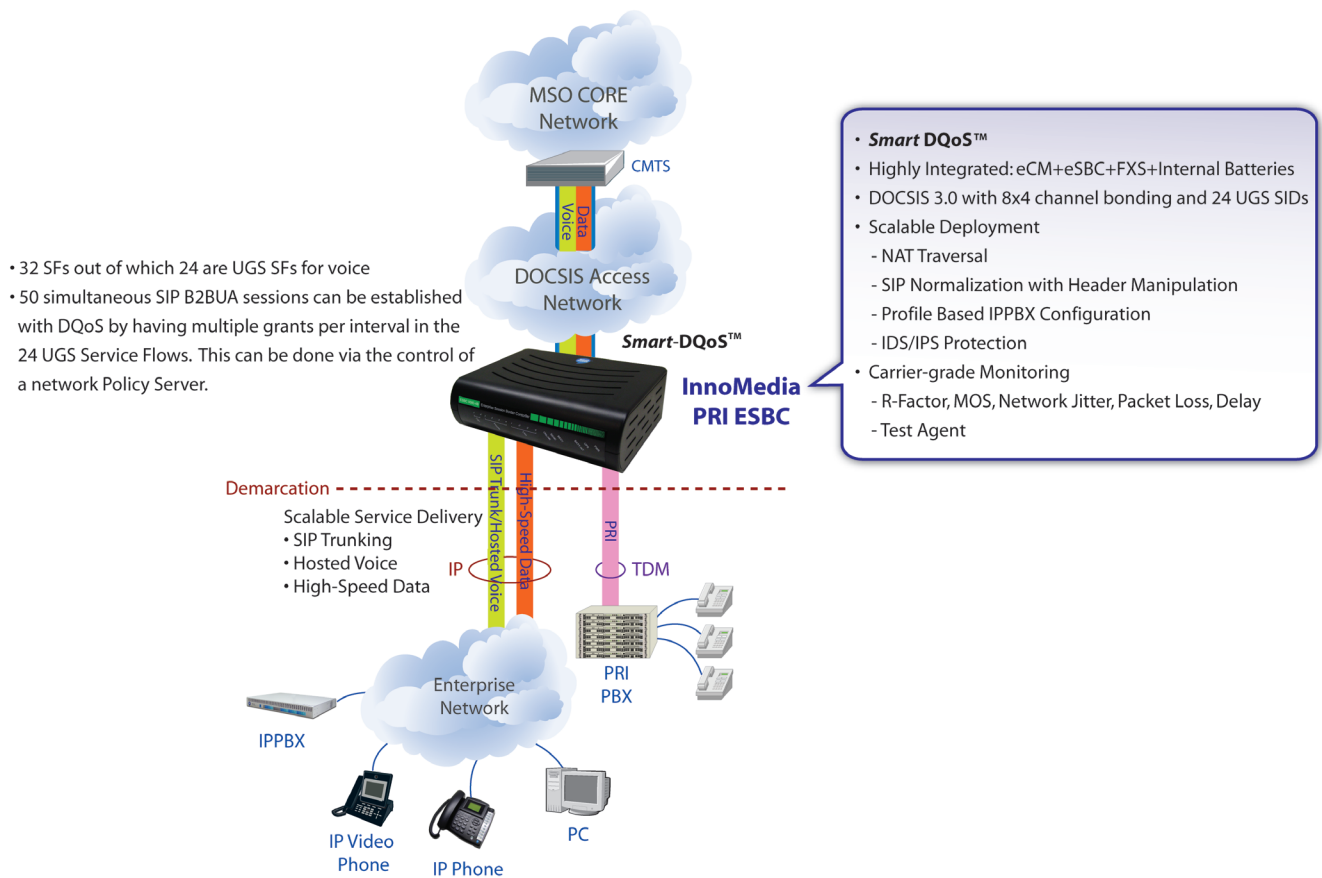 MSO CORE
Network
CMTS
Voice
Data
DOCSIS Access
Network
• 32 SFs out of which 24 are UGS SFs for voice
• 50 simultaneous SIP B2BUA sessions can be established
with DQoS by having multiple grants per interval in the
24 UGS Service Flows. This can be done via the control of
a network Policy Server.
Smart-DQoS™
InnoMedia
PRI ESBC
• Smart DQoS™
• Highly Integrated: eCM+eSBC+FXS+Internal Batteries
• DOCSIS 3.0 with 8x4 channel bonding and 24 UGS SIDs
• Scalable Deployment
- NAT Traversal
- SIP Normalization with Header Manipulation
- Profile Based IPPBX Configuration
- IDS/IPS Protection
• Carrier-grade Monitoring
- R-Factor, MOS, Network Jitter, Packet Loss, Delay
- Test Agent
Demarcation
Scalable Service Delivery
• SIP Trunking
• Hosted Voice
• High-Speed Data
SIP Trunk/Hosted Voice
High-Speed Data
PRI
IP
TDM
PRI
PBX
Enterprise
Network
IPPBX
IP Video
Phone
IP Phone
PC